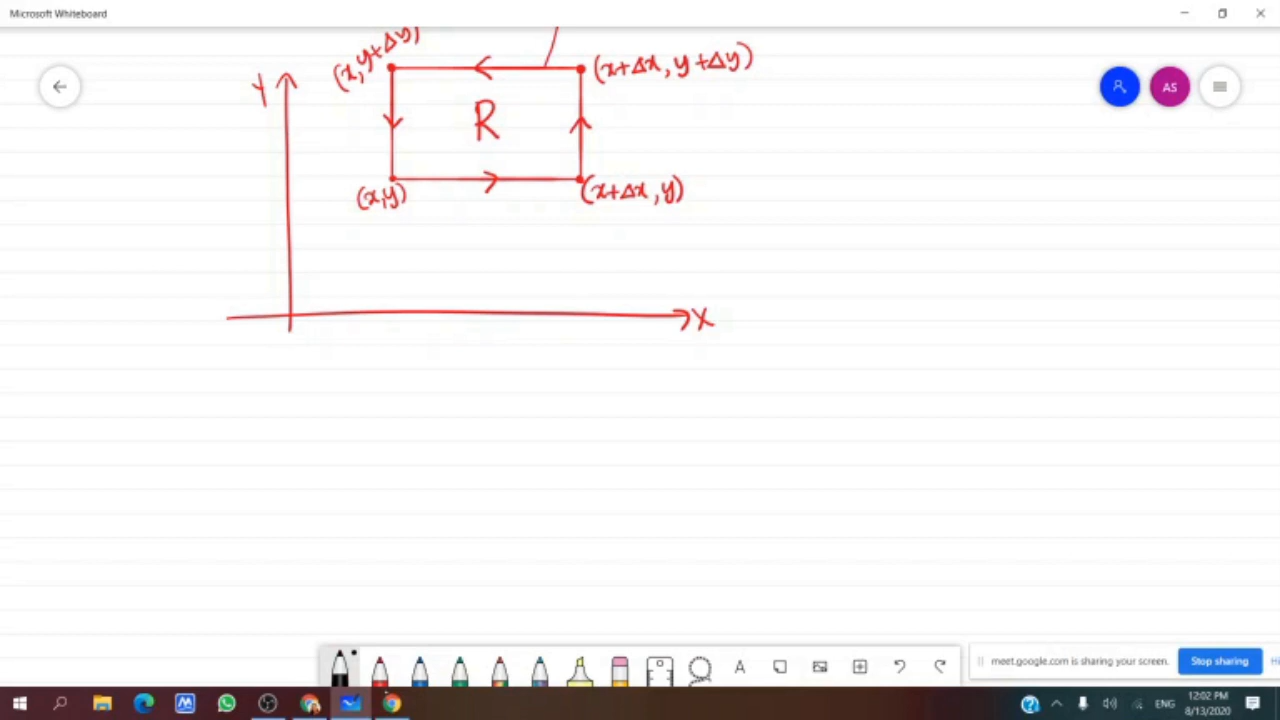 Microsoft Whiteboard
(x, y+Δy)
(x+Δx, y+Δy)
Y
AS
R
(x,y)
(x+Δx, y)
X
A
meet.google.com is sharing your screen.
Stop sharing
Hi
12:02 PM
ENG
8/13/2020